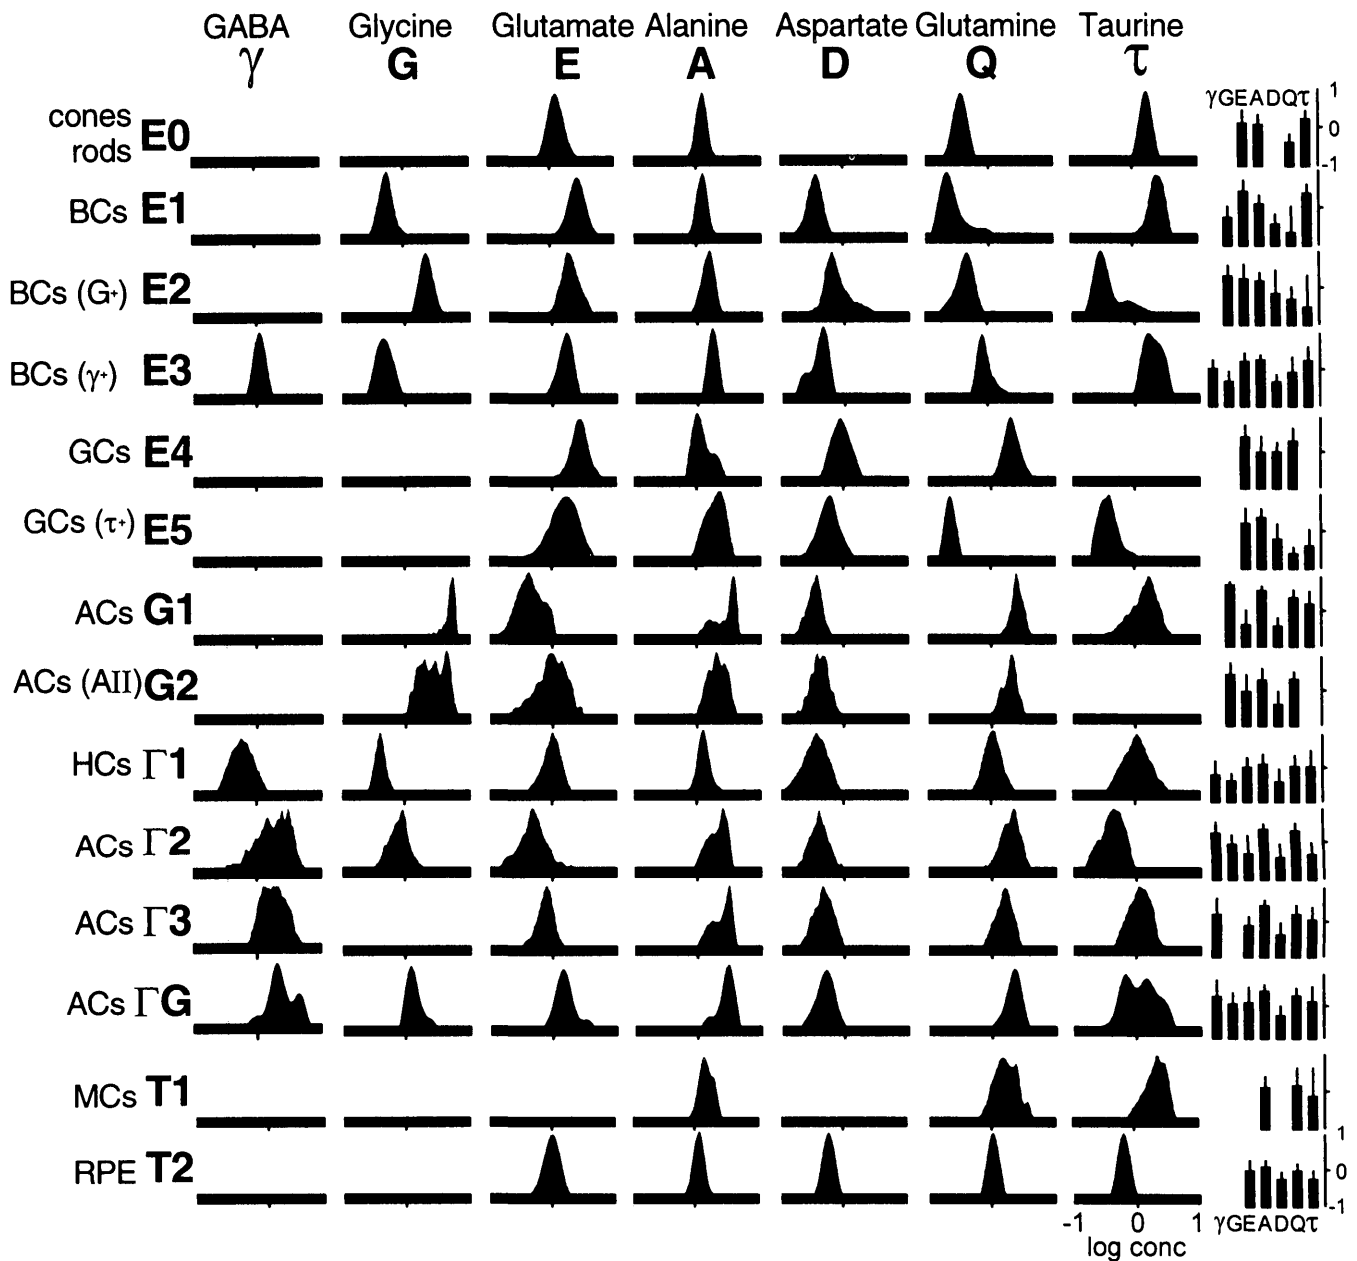 GABA Glycine Glutamate Alanine Aspartate Glutamine Taurine
γ G E A D Q τ
γGEADQτ
1
0
-1
cones
rods E0
BCs E1
BCs (G+) E2
BCs (γ+) E3
GCs E4
GCs (τ+) E5
ACs G1
ACs (AII) G2
HCs Γ1
ACs Γ2
ACs Γ3
ACs ΓG
MCs T1
RPE T2
1
0
-1
-1 0 1
γGEADQτ
log conc